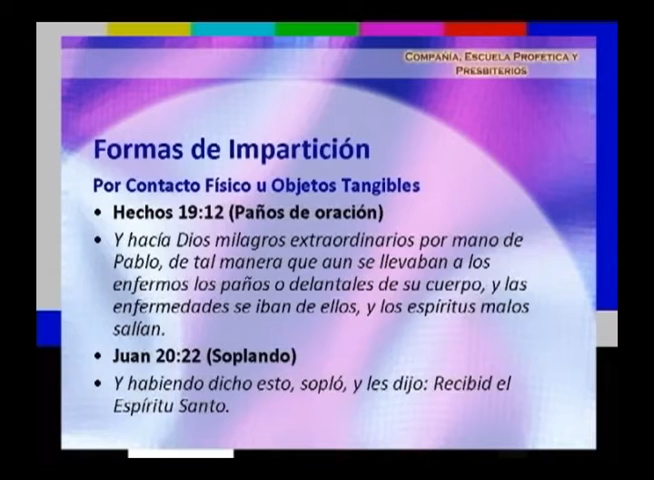 COMPAÑÍA, ESCUELA PROFETICA Y
PRESBITERIOS
Formas de Impartición
Por Contacto Físico u Objetos Tangibles
• Hechos 19:12 (Paños de oración)
• Y hacía Dios milagros extraordinarios por mano de
Pablo, de tal manera que aun se llevaban a los
enfermos los paños o delantales de su cuerpo, y las
enfermedades se iban de ellos, y los espíritus malos
salían.
• Juan 20:22 (Soplando)
• Y habiendo dicho esto, sopló, y les dijo: Recibid el
Espíritu Santo.